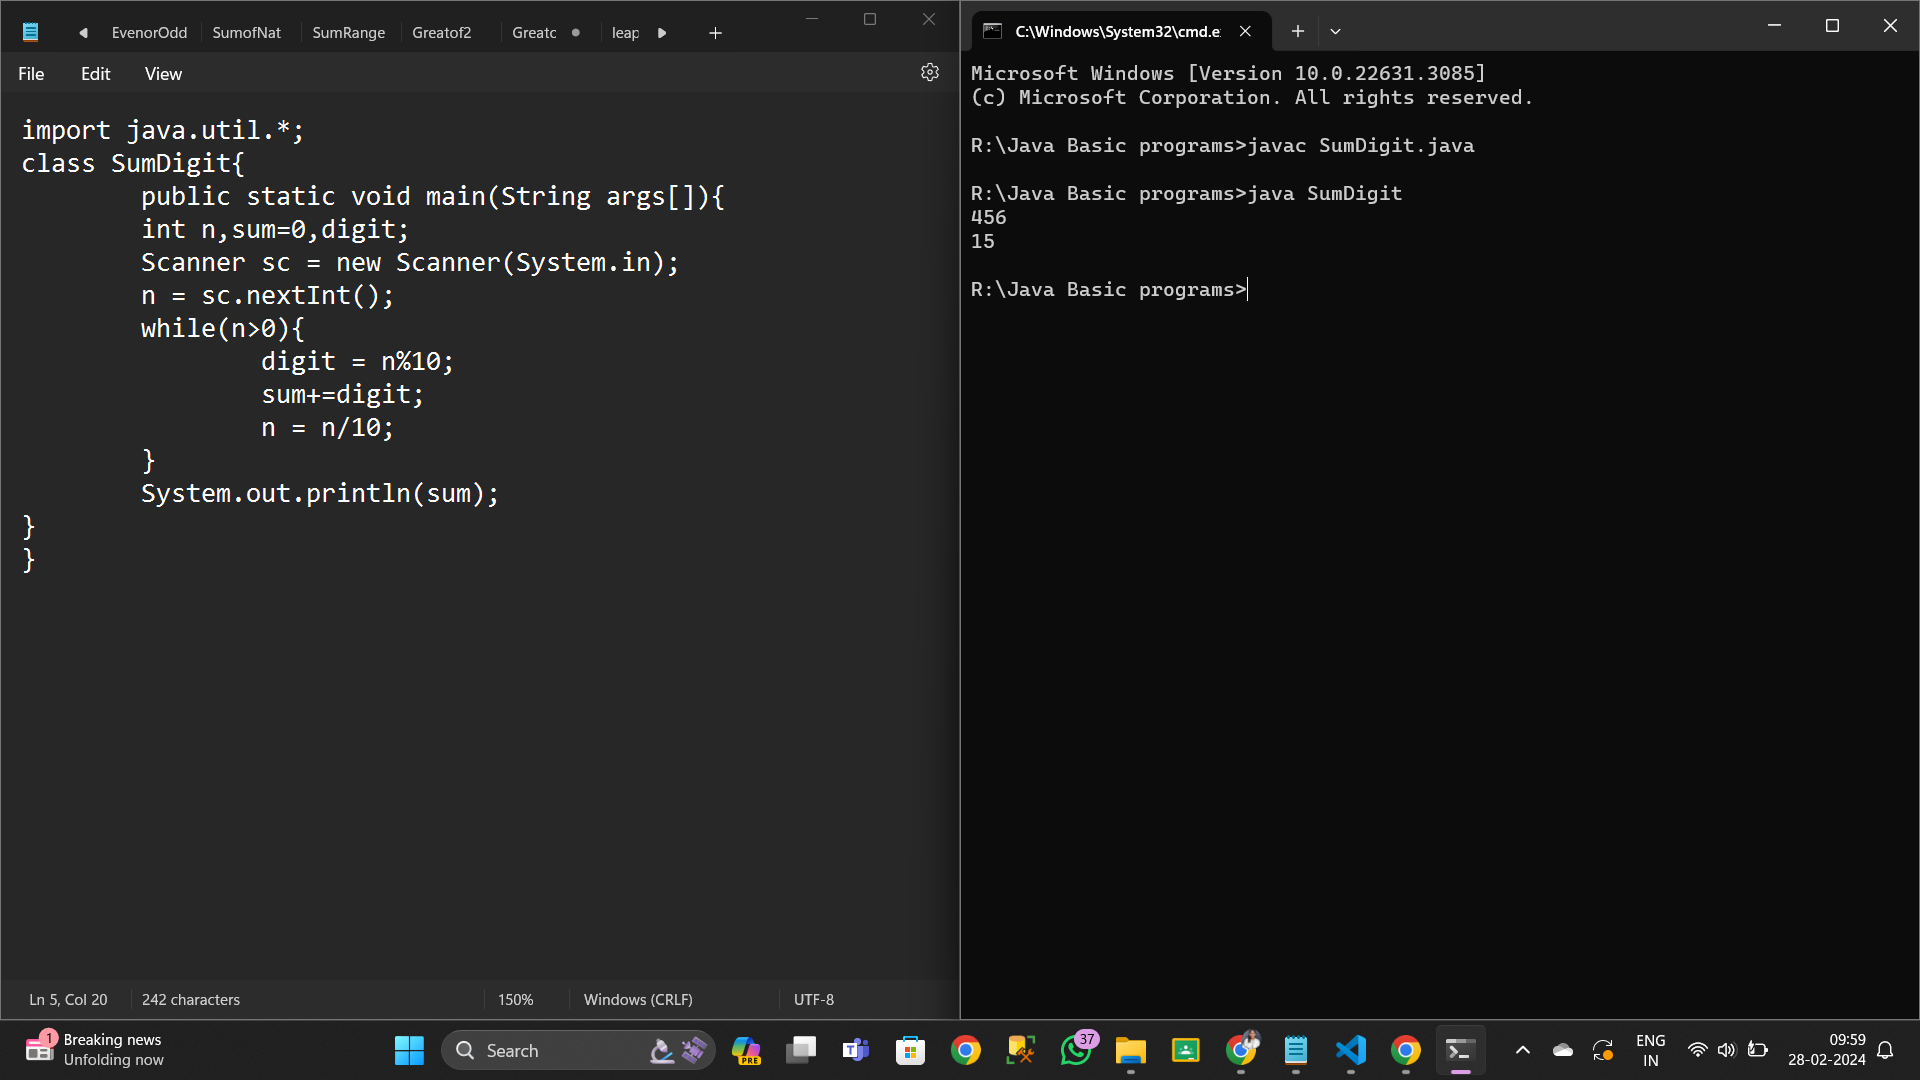 EvenorOdd SumofNat SumRange Greatof2 Greatc leap
File Edit View
import java.util.*;
class SumDigit{
public static void main(String args[]){
int n,sum=0,digit;
Scanner sc = new Scanner(System.in);
n = sc.nextInt();
while(n>0){
digit = n%10;
sum+=digit;
n = n/10;
}
System.out.println(sum);
}
}
Ln 5, Col 20 242 characters 150% Windows (CRLF) UTF-8
C:\Windows\System32\cmd.e
Microsoft Windows [Version 10.0.22631.3085]
(c) Microsoft Corporation. All rights reserved.
R:\Java Basic programs>javac SumDigit.java
R:\Java Basic programs>java SumDigit
456
15
R:\Java Basic programs>
1
Breaking news
Unfolding now
Search
PRE
37
ENG
IN
09:59
28-02-2024